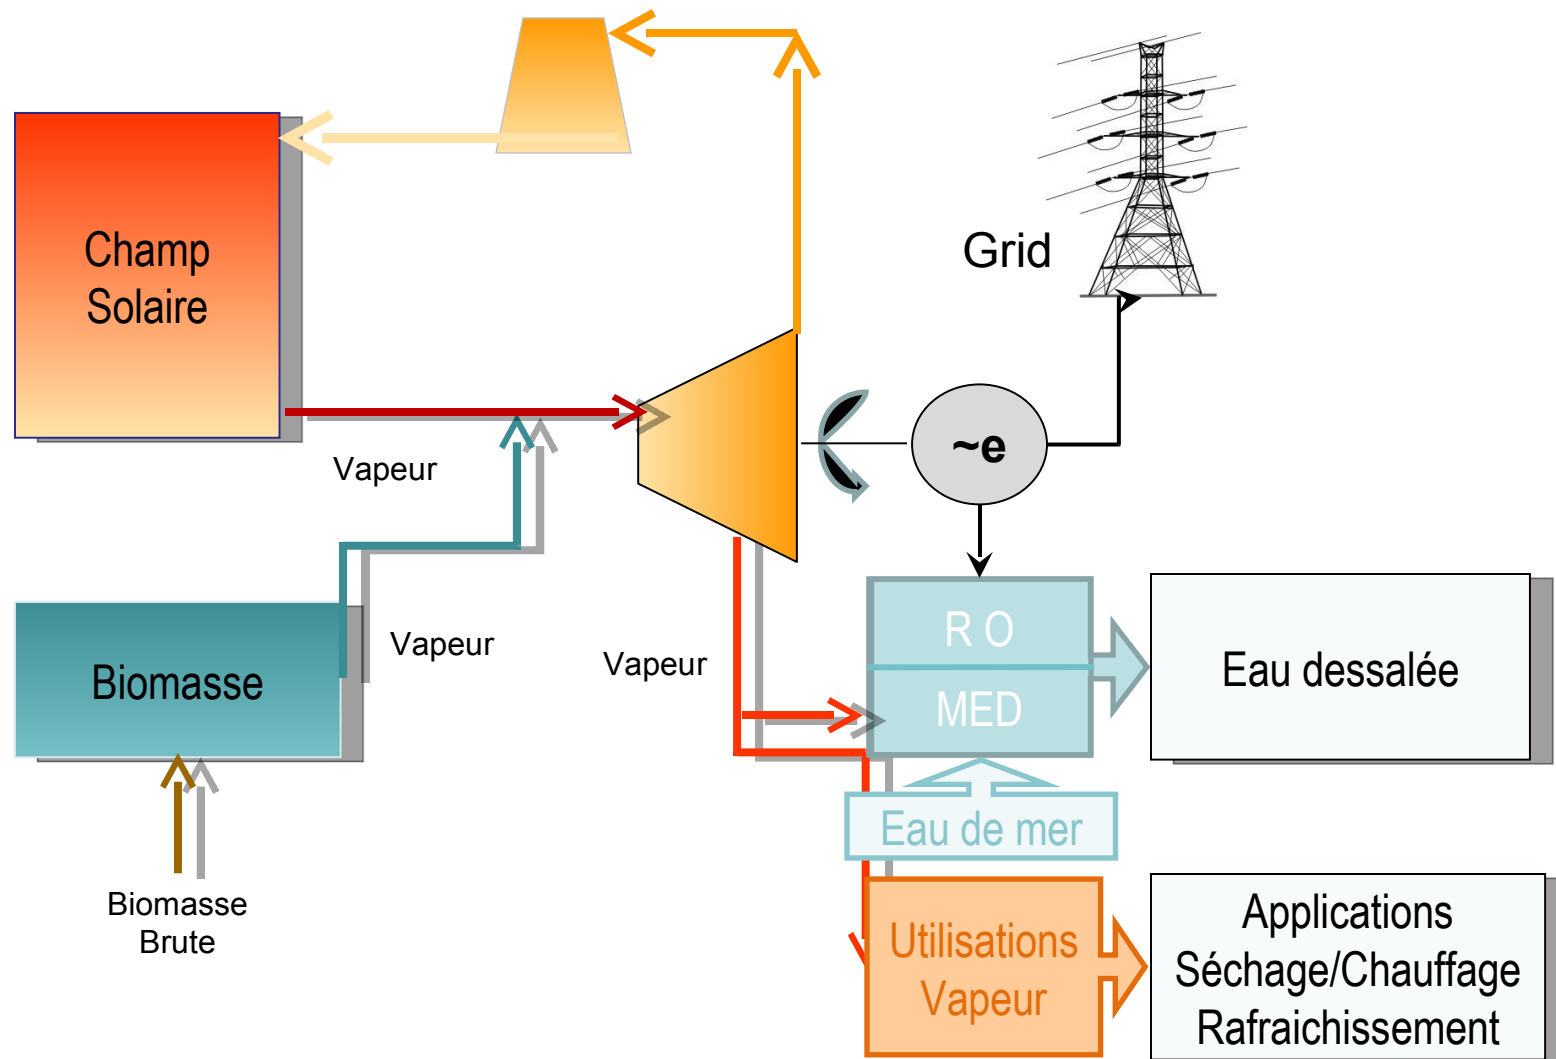 Grid
Champ
Solaire
~e
Vapeur
R O
Vapeur
Vapeur
Eau dessalée
Biomasse
MED
Eau de mer
Biomasse
Brute
Utilisations
Vapeur
Applications
Séchage/Chauffage
Rafraichissement